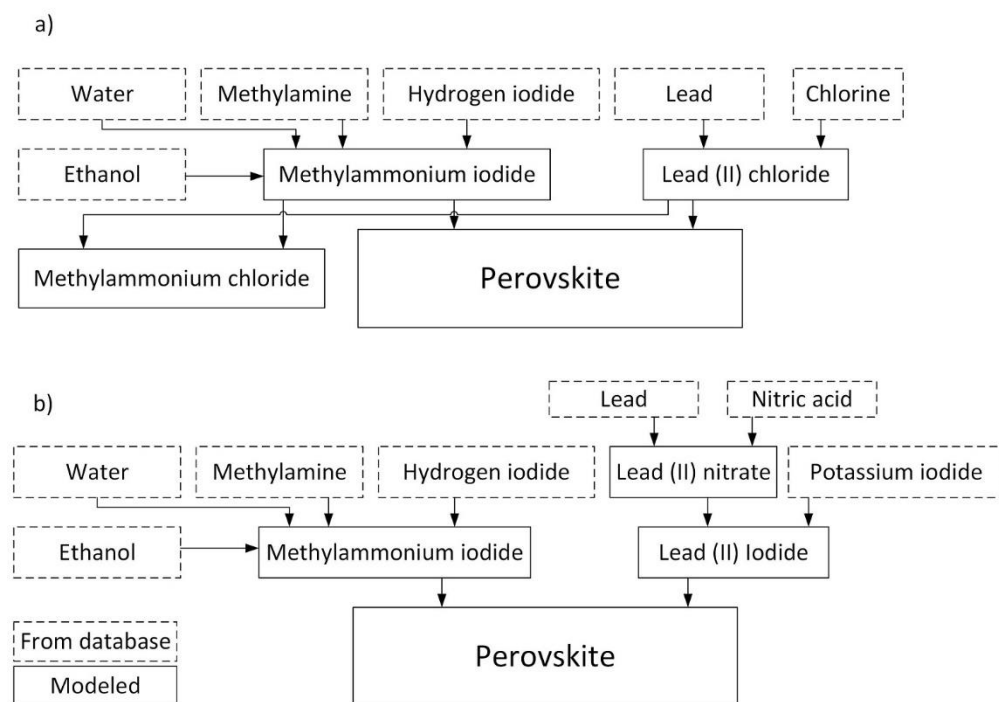 a)
Water
Methylamine
Hydrogen iodide
Lead
Chlorine
Ethanol
Methylammonium iodide
Lead (II) chloride
Methylammonium chloride
Perovskite
b)
Lead
Nitric acid
Water
Methylamine
Hydrogen iodide
Lead (II) nitrate
Potassium iodide
Ethanol
Methylammonium iodide
Lead (II) Iodide
From database
Modeled
Perovskite